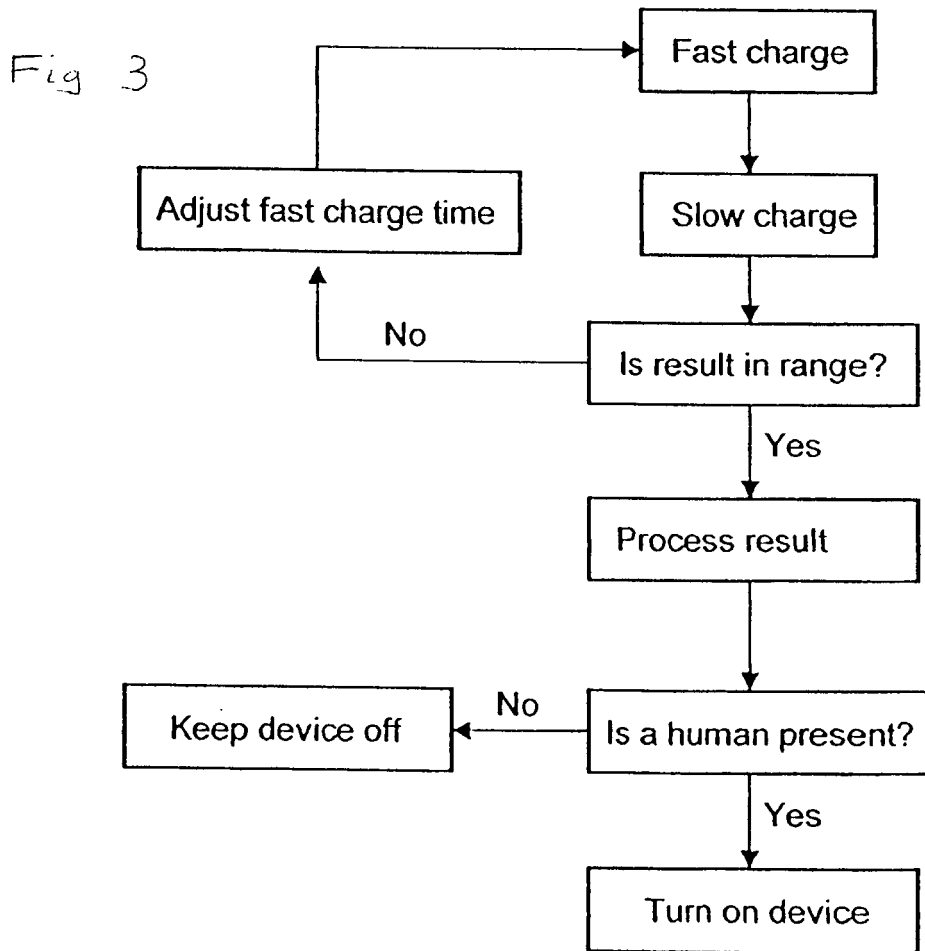 Fig 3
Fast charge
Adjust fast charge time
Slow charge
No
Is result in range?
Yes
Process result
No
Keep device off
Is a human present?
Yes
Turn on device